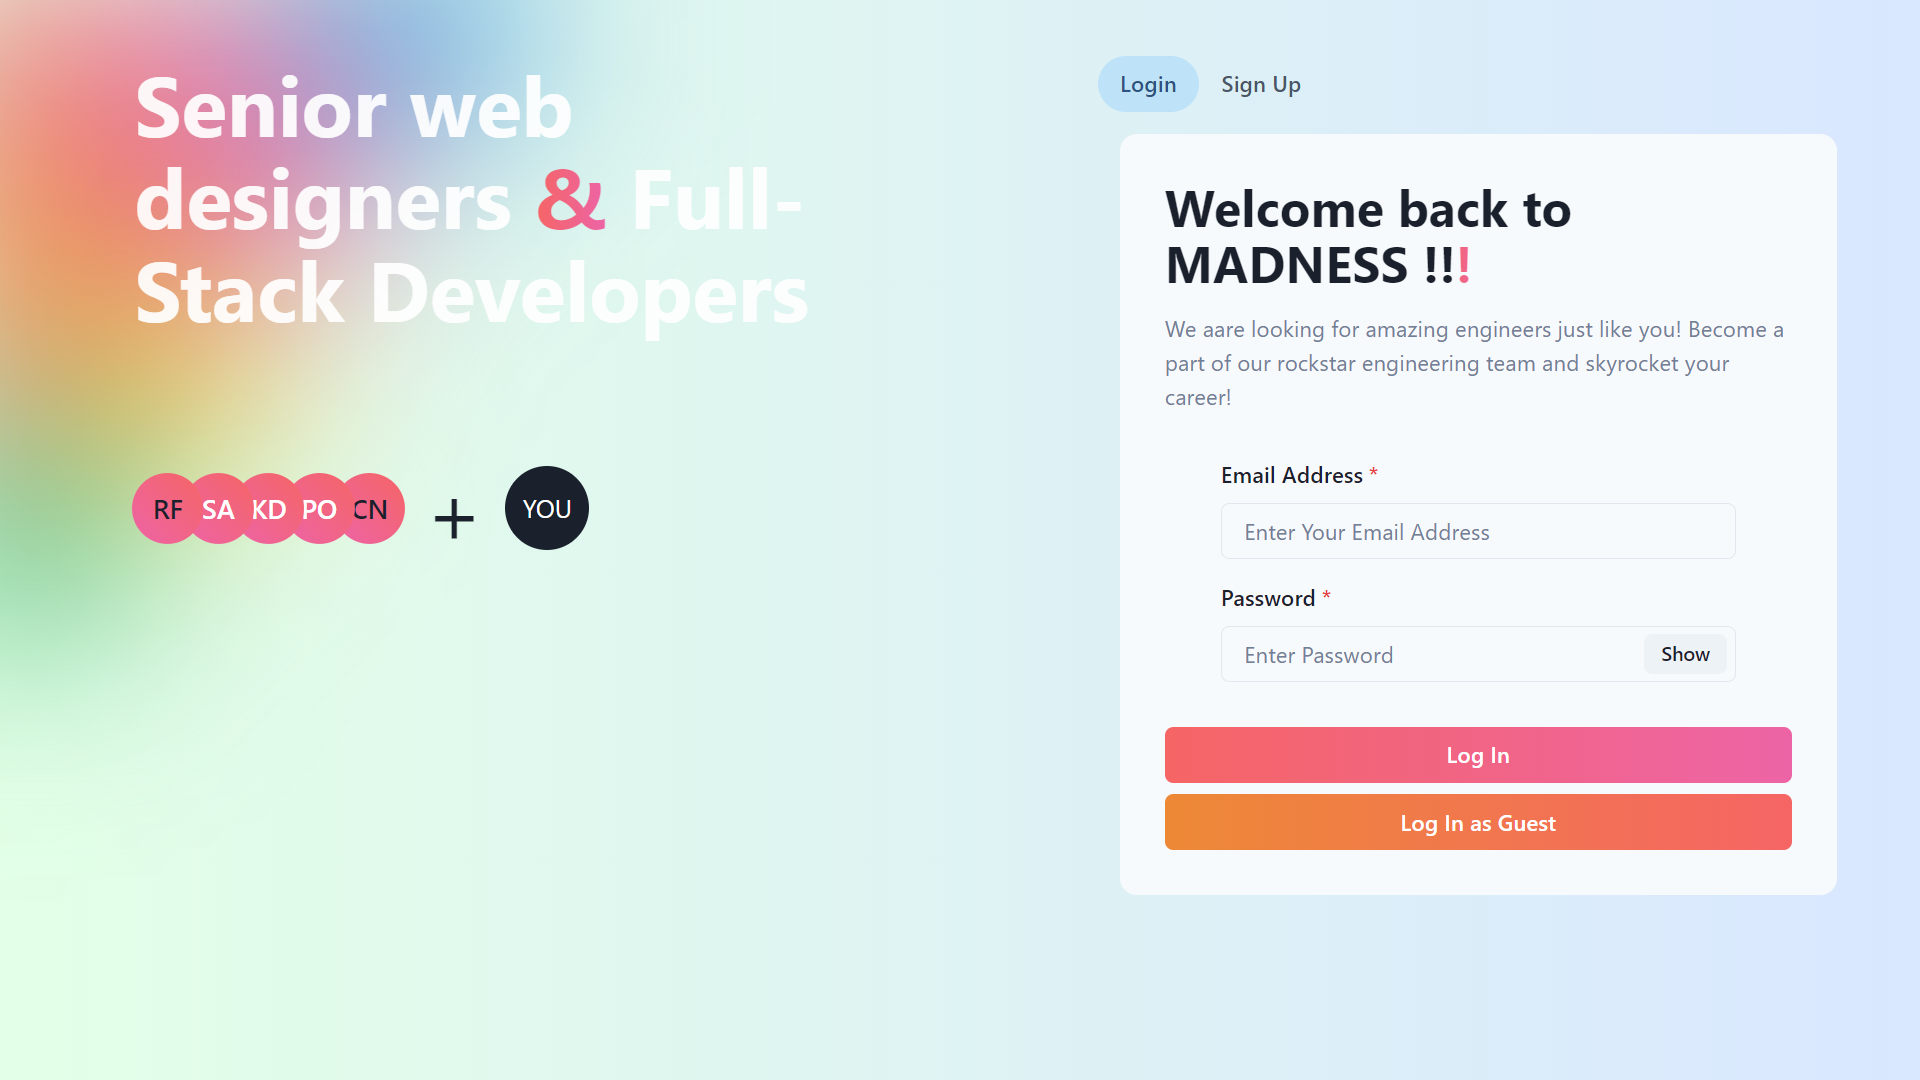 Senior web
designers & Full-
Stack Developers
RF SA KD PO CN + YOU
Login Sign Up
Welcome back to
MADNESS !!!
We aare looking for amazing engineers just like you! Become a
part of our rockstar engineering team and skyrocket your
career!
Email Address *
Enter Your Email Address
Password *
Enter Password Show
Log In
Log In as Guest